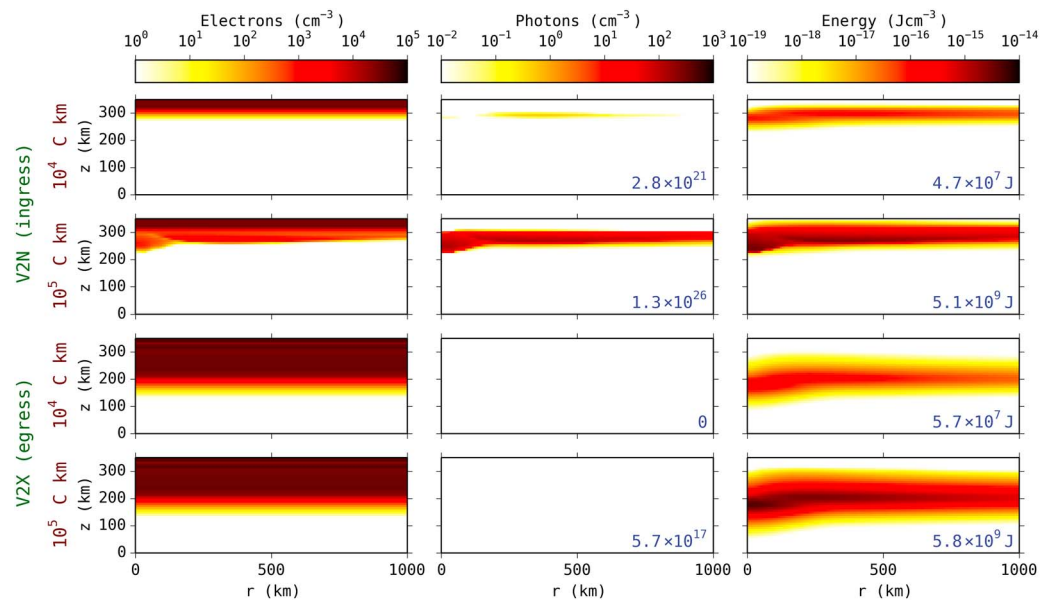 Electrons (cm⁻³) Photons (cm⁻³) Energy (Jcm⁻³)
10⁰ 10¹ 10² 10³ 10⁴ 10⁵ 10⁻² 10⁻¹ 10⁰ 10¹ 10² 10³ 10⁻¹⁹ 10⁻¹⁸ 10⁻¹⁷ 10⁻¹⁶ 10⁻¹⁵ 10⁻¹⁴
V2N (ingress)
10⁴ C km
z (km)
300
200
100
0
2.8×10²¹
4.7×10⁷ J
10⁵ C km
z (km)
300
200
100
0
1.3×10²⁶
5.1×10⁹ J
V2X (egress)
10⁴ C km
z (km)
300
200
100
0
0
5.7×10⁷ J
10⁵ C km
z (km)
300
200
100
0
5.7×10¹⁷
5.8×10⁹ J
0 500 1000 0 500 1000 0 500 1000
r (km) r (km) r (km)